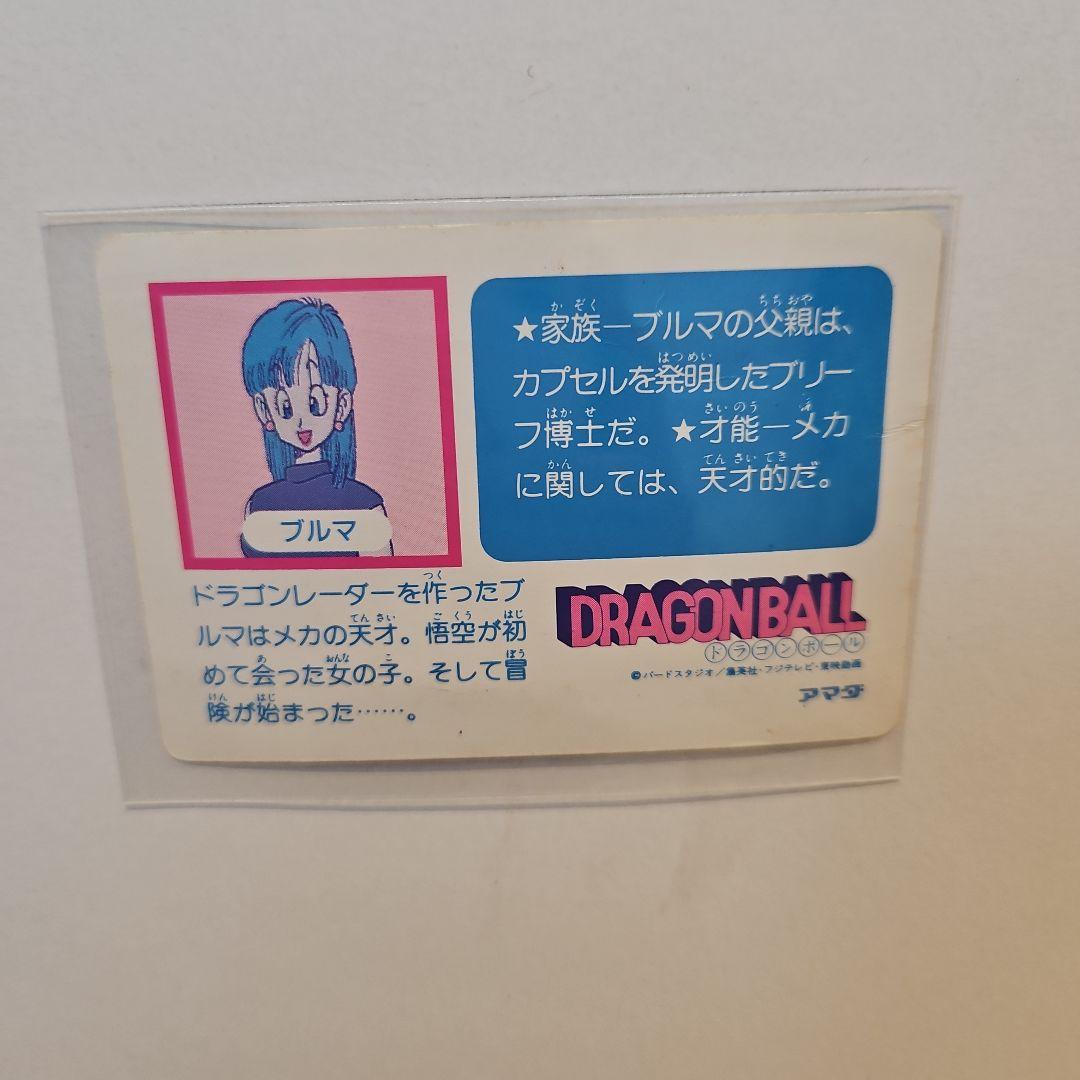 ブルマ
★家族—ブルマの父親は、
カプセルを発明したブリー
フ博士だ。★才能—メカ
に関しては、天才的だ。
ドラゴンレーダーを作ったブ
ルマはメカの天才。悟空が初
めて会った女の子。そして冒
険が始まった……。
DRAGON BALL
ドラゴンボール
©バードスタジオ／集英社・フジテレビ・東映動画
アマダ